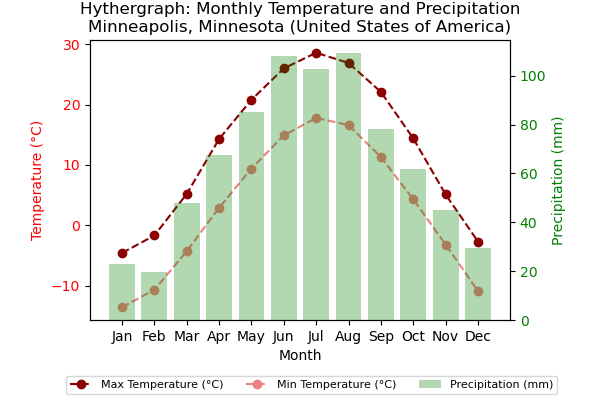 Hythergraph: Monthly Temperature and Precipitation
Minneapolis, Minnesota (United States of America)
30
20
10
0
−10
Temperature (°C)
100
80
60
40
20
0
Precipitation (mm)
Jan Feb Mar Apr May Jun Jul Aug Sep Oct Nov Dec
Month
Max Temperature (°C) Min Temperature (°C) Precipitation (mm)